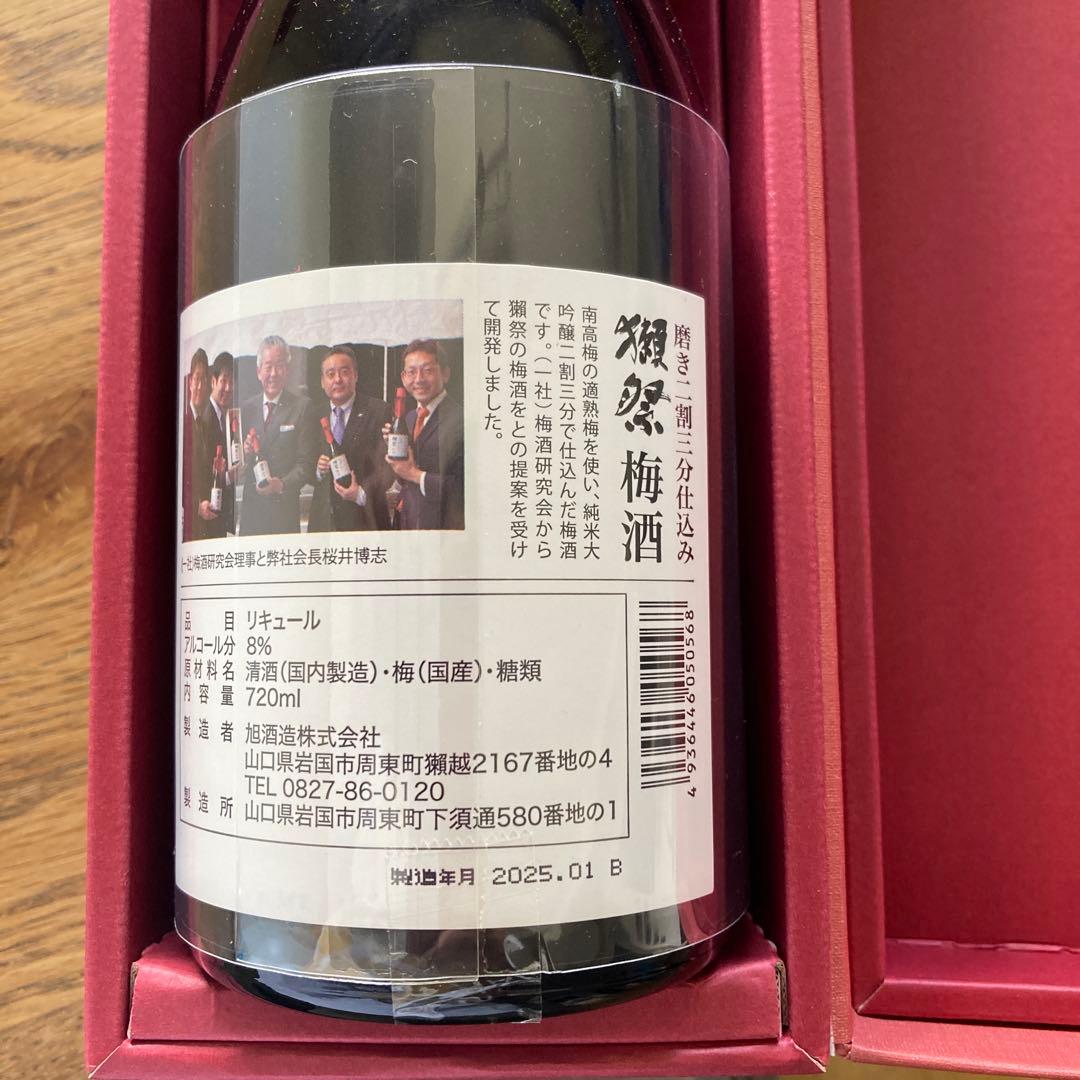 磨き二割三分仕込み
獺祭 梅酒
南高梅の適熟梅を使い、純米大
吟醸二割三分で仕込んだ梅酒
です。(一社)梅酒研究会から
獺祭の梅酒をとの提案を受け
て開発しました。
(一社)梅酒研究会理事と弊社会長桜井博志
品目 リキュール
アルコール分 8%
原材料名 清酒(国内製造)・梅(国産)・糖類
内容量 720ml
製造者 旭酒造株式会社
山口県岩国市周東町獺越2167番地の4
TEL 0827-86-0120
製造所 山口県岩国市周東町下須通580番地の1
4936446050568
製造年月 2025.01 B